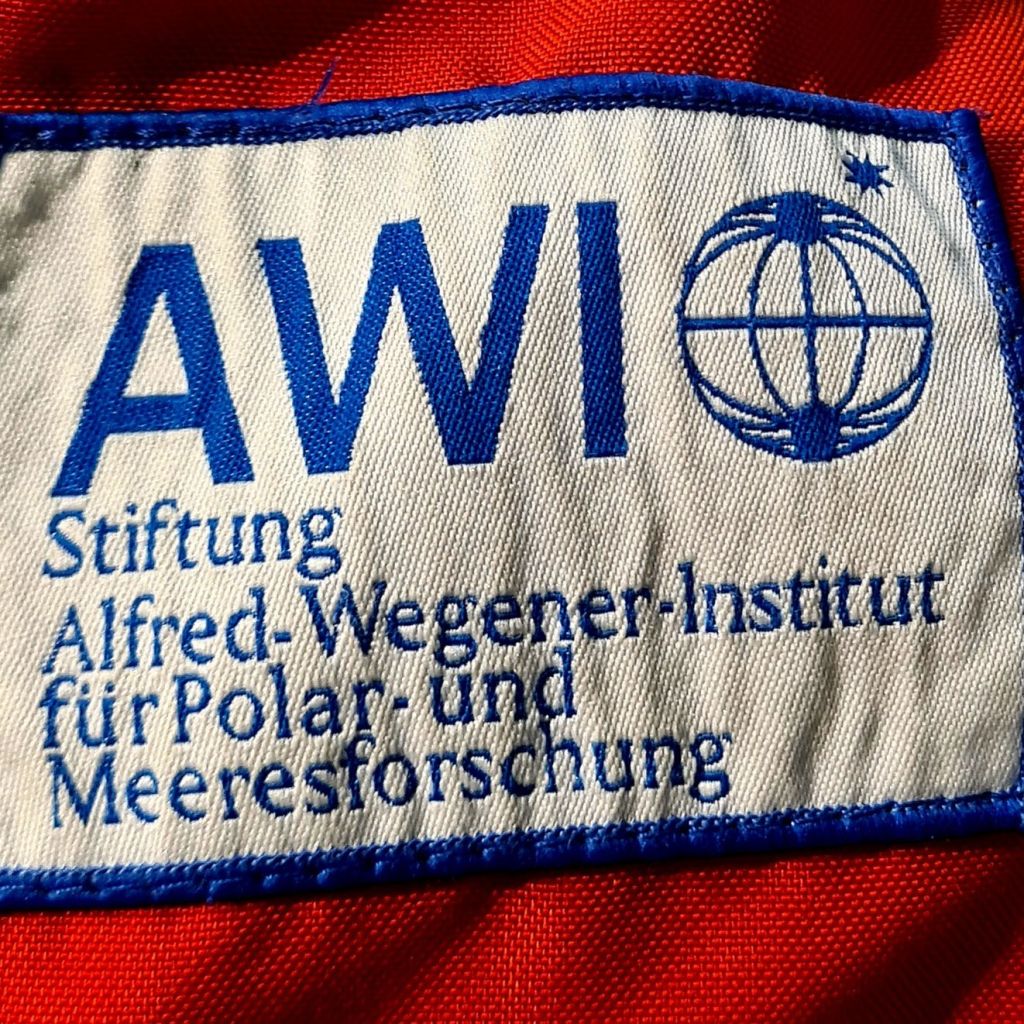 AWI
Stiftung
Alfred-Wegener-Institut
für Polar- und
Meeresforschung